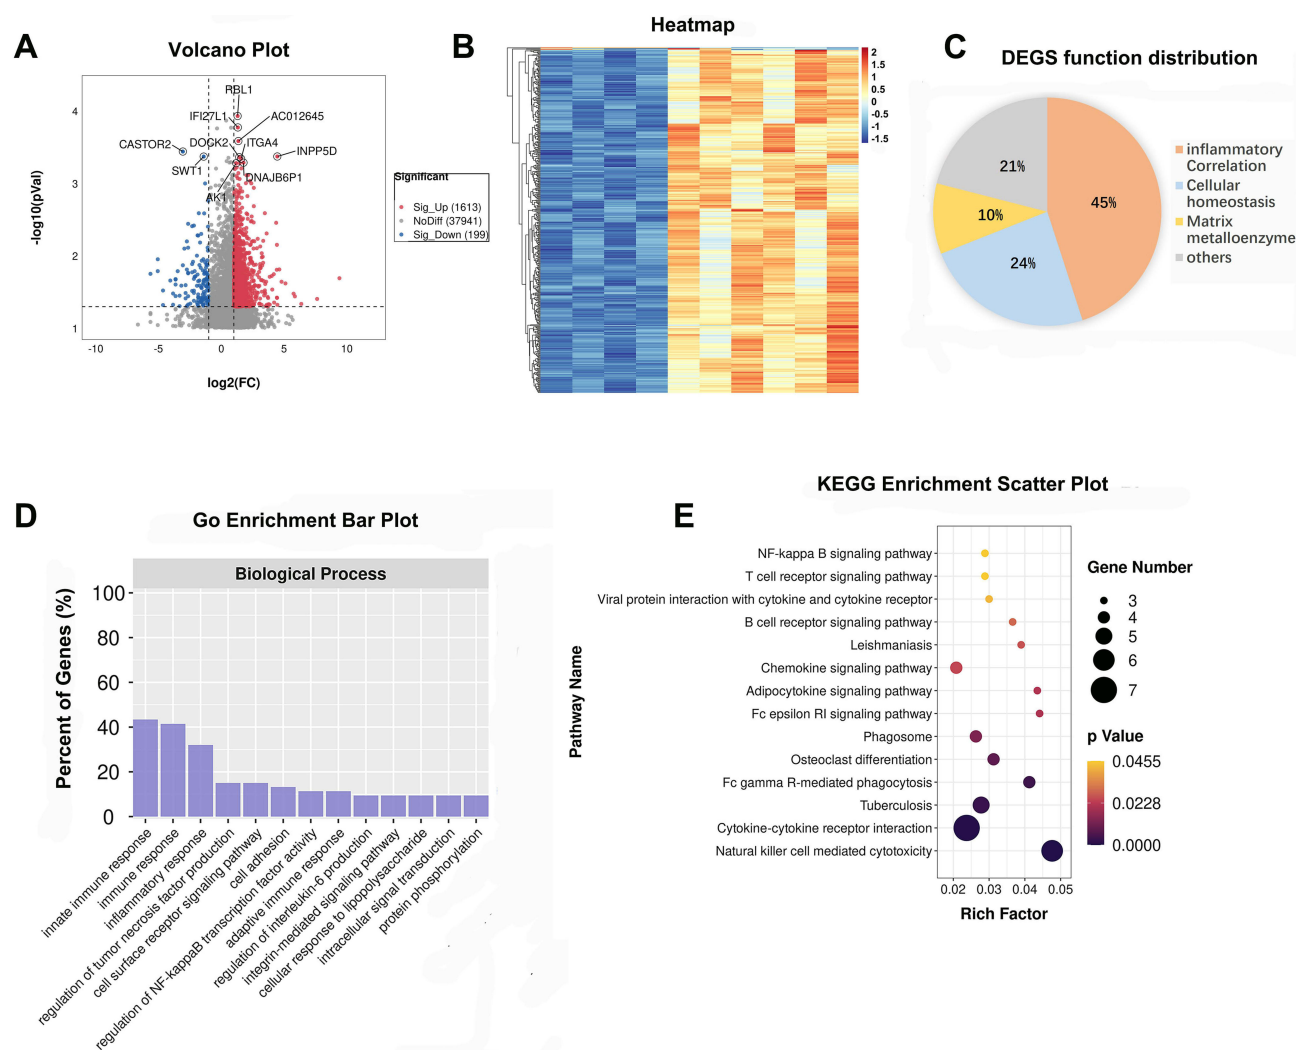 A
Volcano Plot
-log10(pVal)
4
3
2
1
-10
-5
0
5
10
log2(FC)
RBL1
IFI27L1
AC012645
CASTOR2
DOCK2
ITGA4
INPP5D
SWT1
DNAJB6P1
AK1
Significant
Sig_Up (1613)
NoDiff (37941)
Sig_Down (199)
B
Heatmap
2
1.5
1
0.5
0
-0.5
-1
-1.5
C
DEGS function distribution
21%
45%
10%
24%
inflammatory
Correlation
Cellular
homeostasis
Matrix
metalloenzyme
others
D
Go Enrichment Bar Plot
Biological Process
Percent of Genes (%)
100
80
60
40
20
0
innate immune response
immune response
inflammatory response
regulation of tumor necrosis factor production
cell surface receptor signaling pathway
cell adhesion
regulation of NF-kappaB transcription factor activity
adaptive immune response
regulation of interleukin-6 production
integrin-mediated signaling pathway
cellular response to lipopolysaccharide
intracellular signal transduction
protein phosphorylation
E
KEGG Enrichment Scatter Plot
Pathway Name
NF-kappa B signaling pathway
T cell receptor signaling pathway
Viral protein interaction with cytokine and cytokine receptor
B cell receptor signaling pathway
Leishmaniasis
Chemokine signaling pathway
Adipocytokine signaling pathway
Fc epsilon RI signaling pathway
Phagosome
Osteoclast differentiation
Fc gamma R-mediated phagocytosis
Tuberculosis
Cytokine-cytokine receptor interaction
Natural killer cell mediated cytotoxicity
0.02
0.03
0.04
0.05
Rich Factor
Gene Number
3
4
5
6
7
p Value
0.0455
0.0228
0.0000